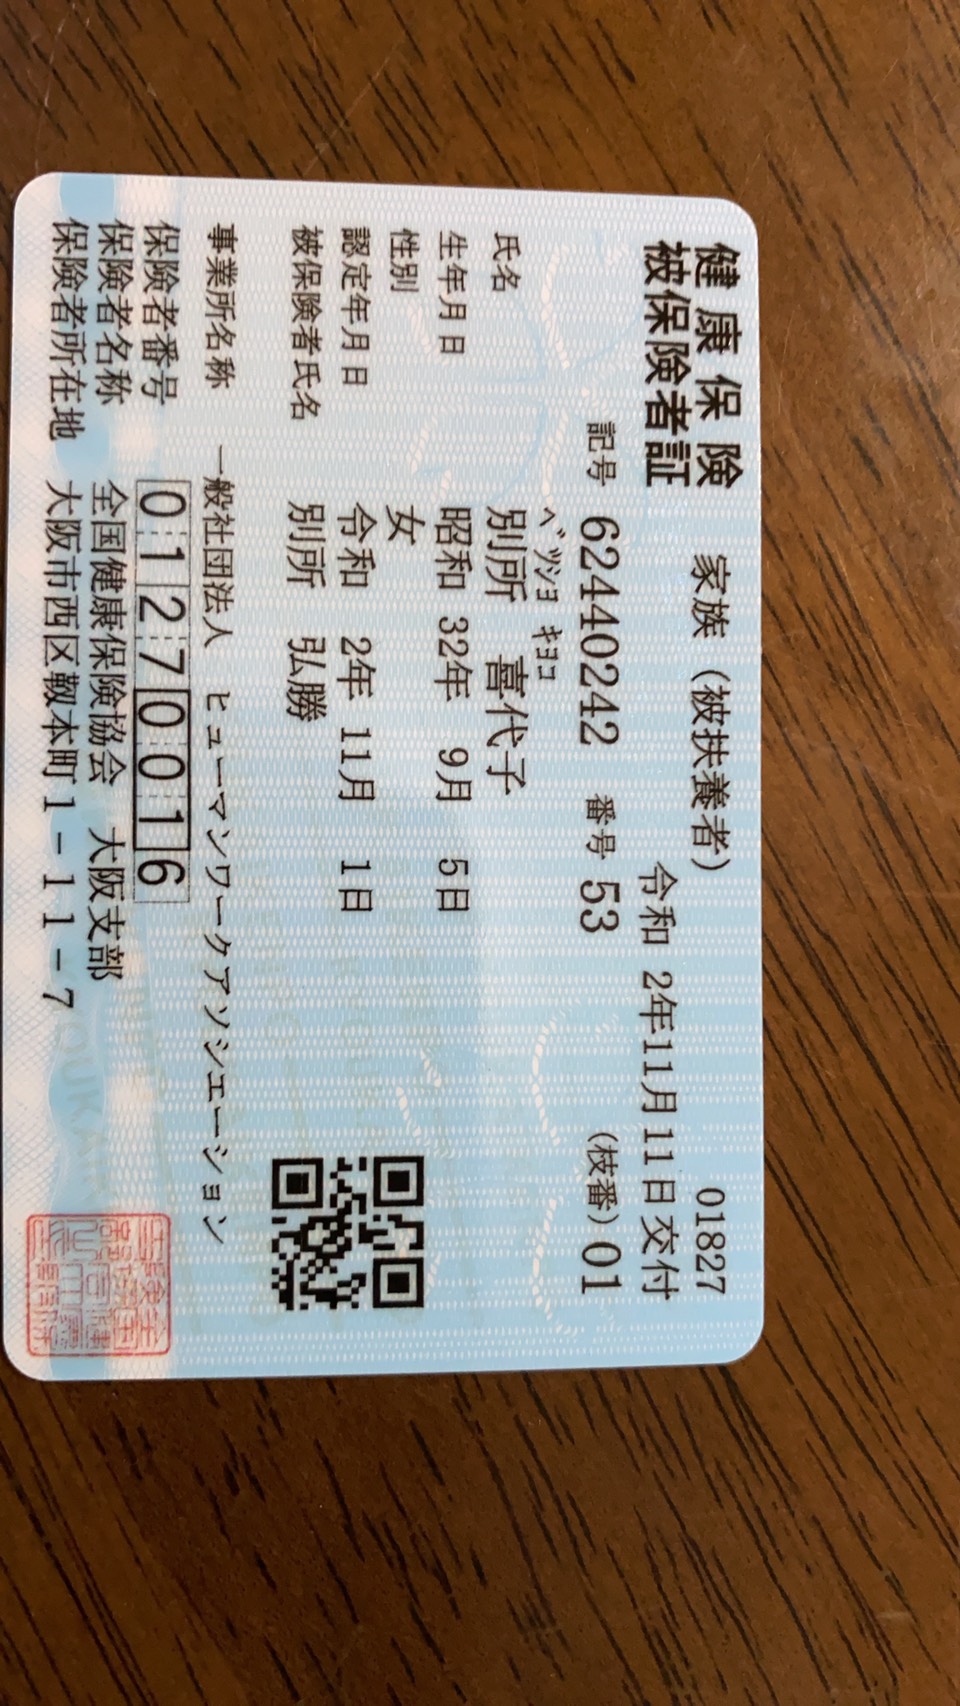 健康保険 家族（被扶養者） 01827
被保険者証 令和 2年11月11日交付
記号 62440242 番号 53 （枝番）01
ﾍﾞﾂｼﾖ ｷﾖｺ
氏名 別所 喜代子
生年月日 昭和 32年 9月 5日
性別 女
認定年月日 令和 2年 11月 1日
被保険者氏名 別所 弘勝
事業所名称 一般社団法人 ヒューマンワークアソシエーション
保険者番号 01270016
保険者名称 全国健康保険協会 大阪支部
保険者所在地 大阪市西区靱本町1-11-7